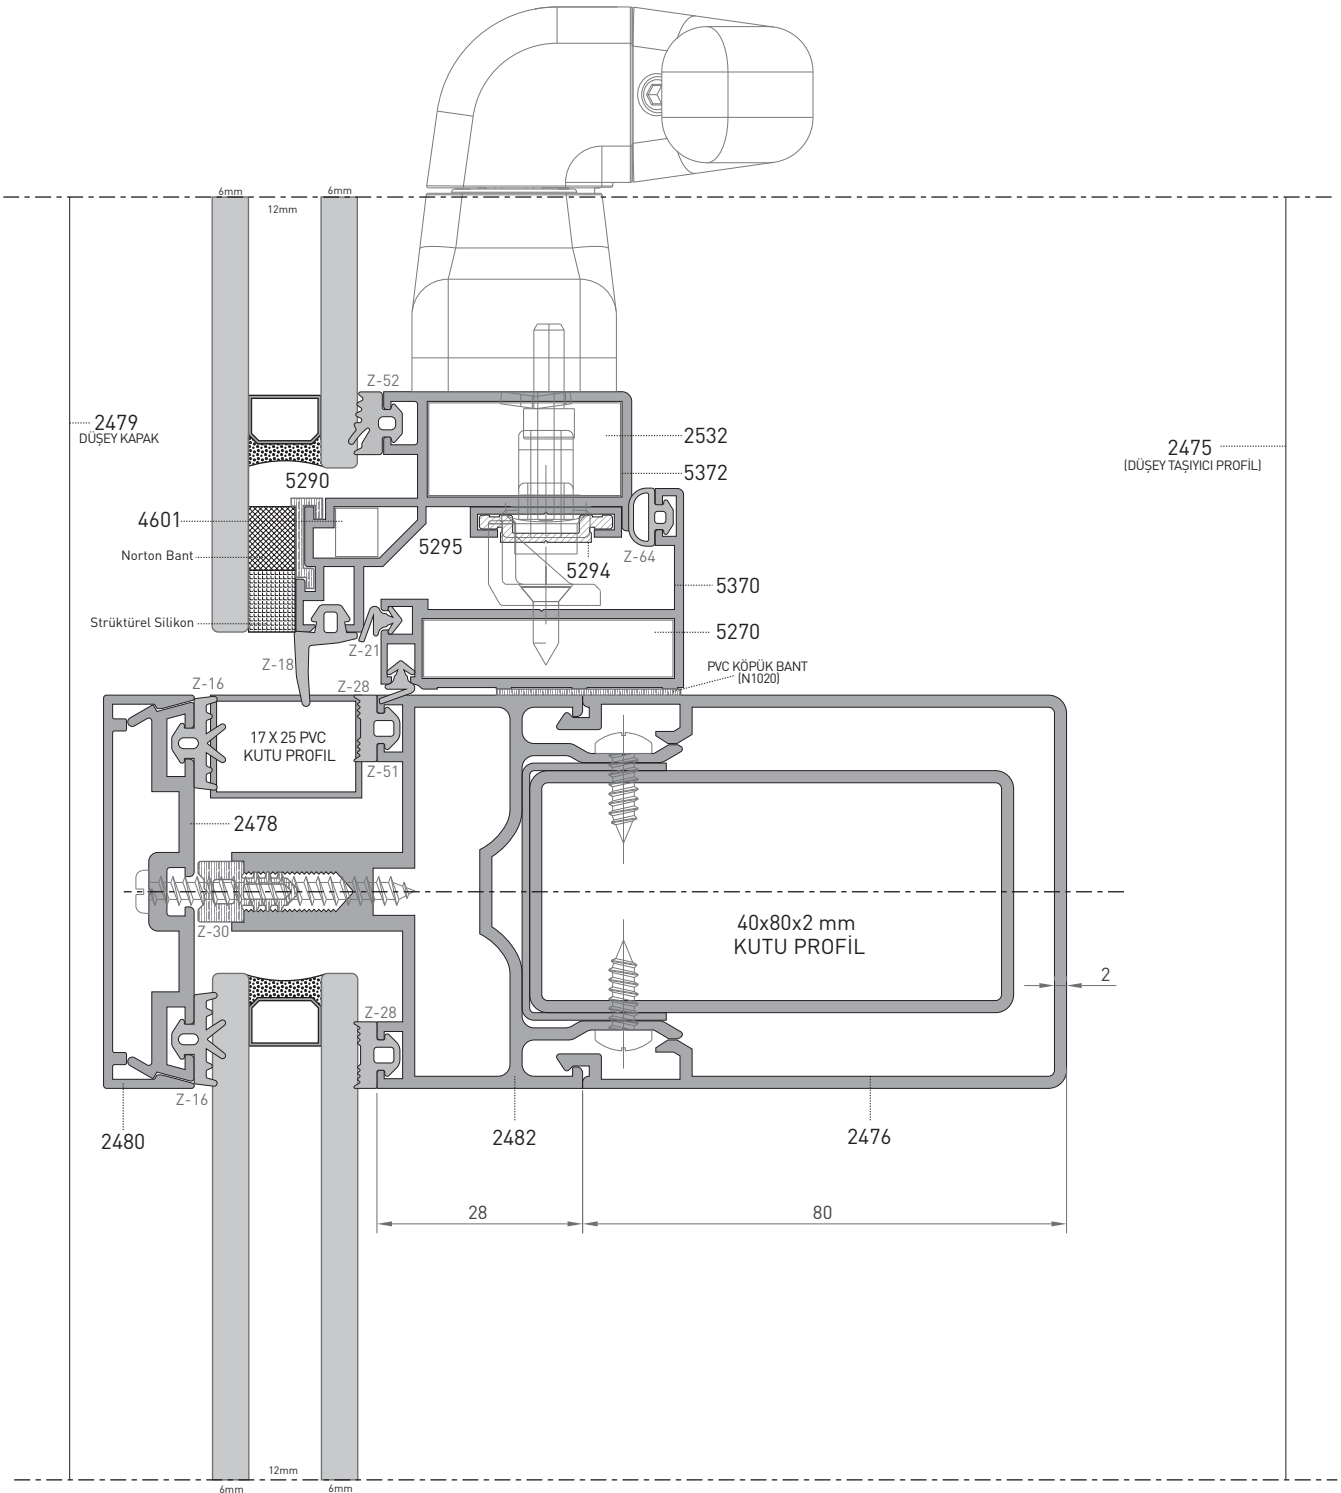 6mm
6mm
12mm
Z-52
2479
DÜŞEY KAPAK
2532
2475
(DÜŞEY TAŞIYICI PROFİL)
5372
5290
4601
5295
Norton Bant
Z-64
5294
5370
Strüktürel Silikon
5270
Z-21
Z-18
PVC KÖPÜK BANT
(N1020)
Z-16
Z-28
17 X 25 PVC
KUTU PROFIL
Z-51
2478
40x80x2 mm
KUTU PROFİL
Z-30
2
Z-28
Z-16
2480
2482
2476
28
80
12mm
6mm
6mm